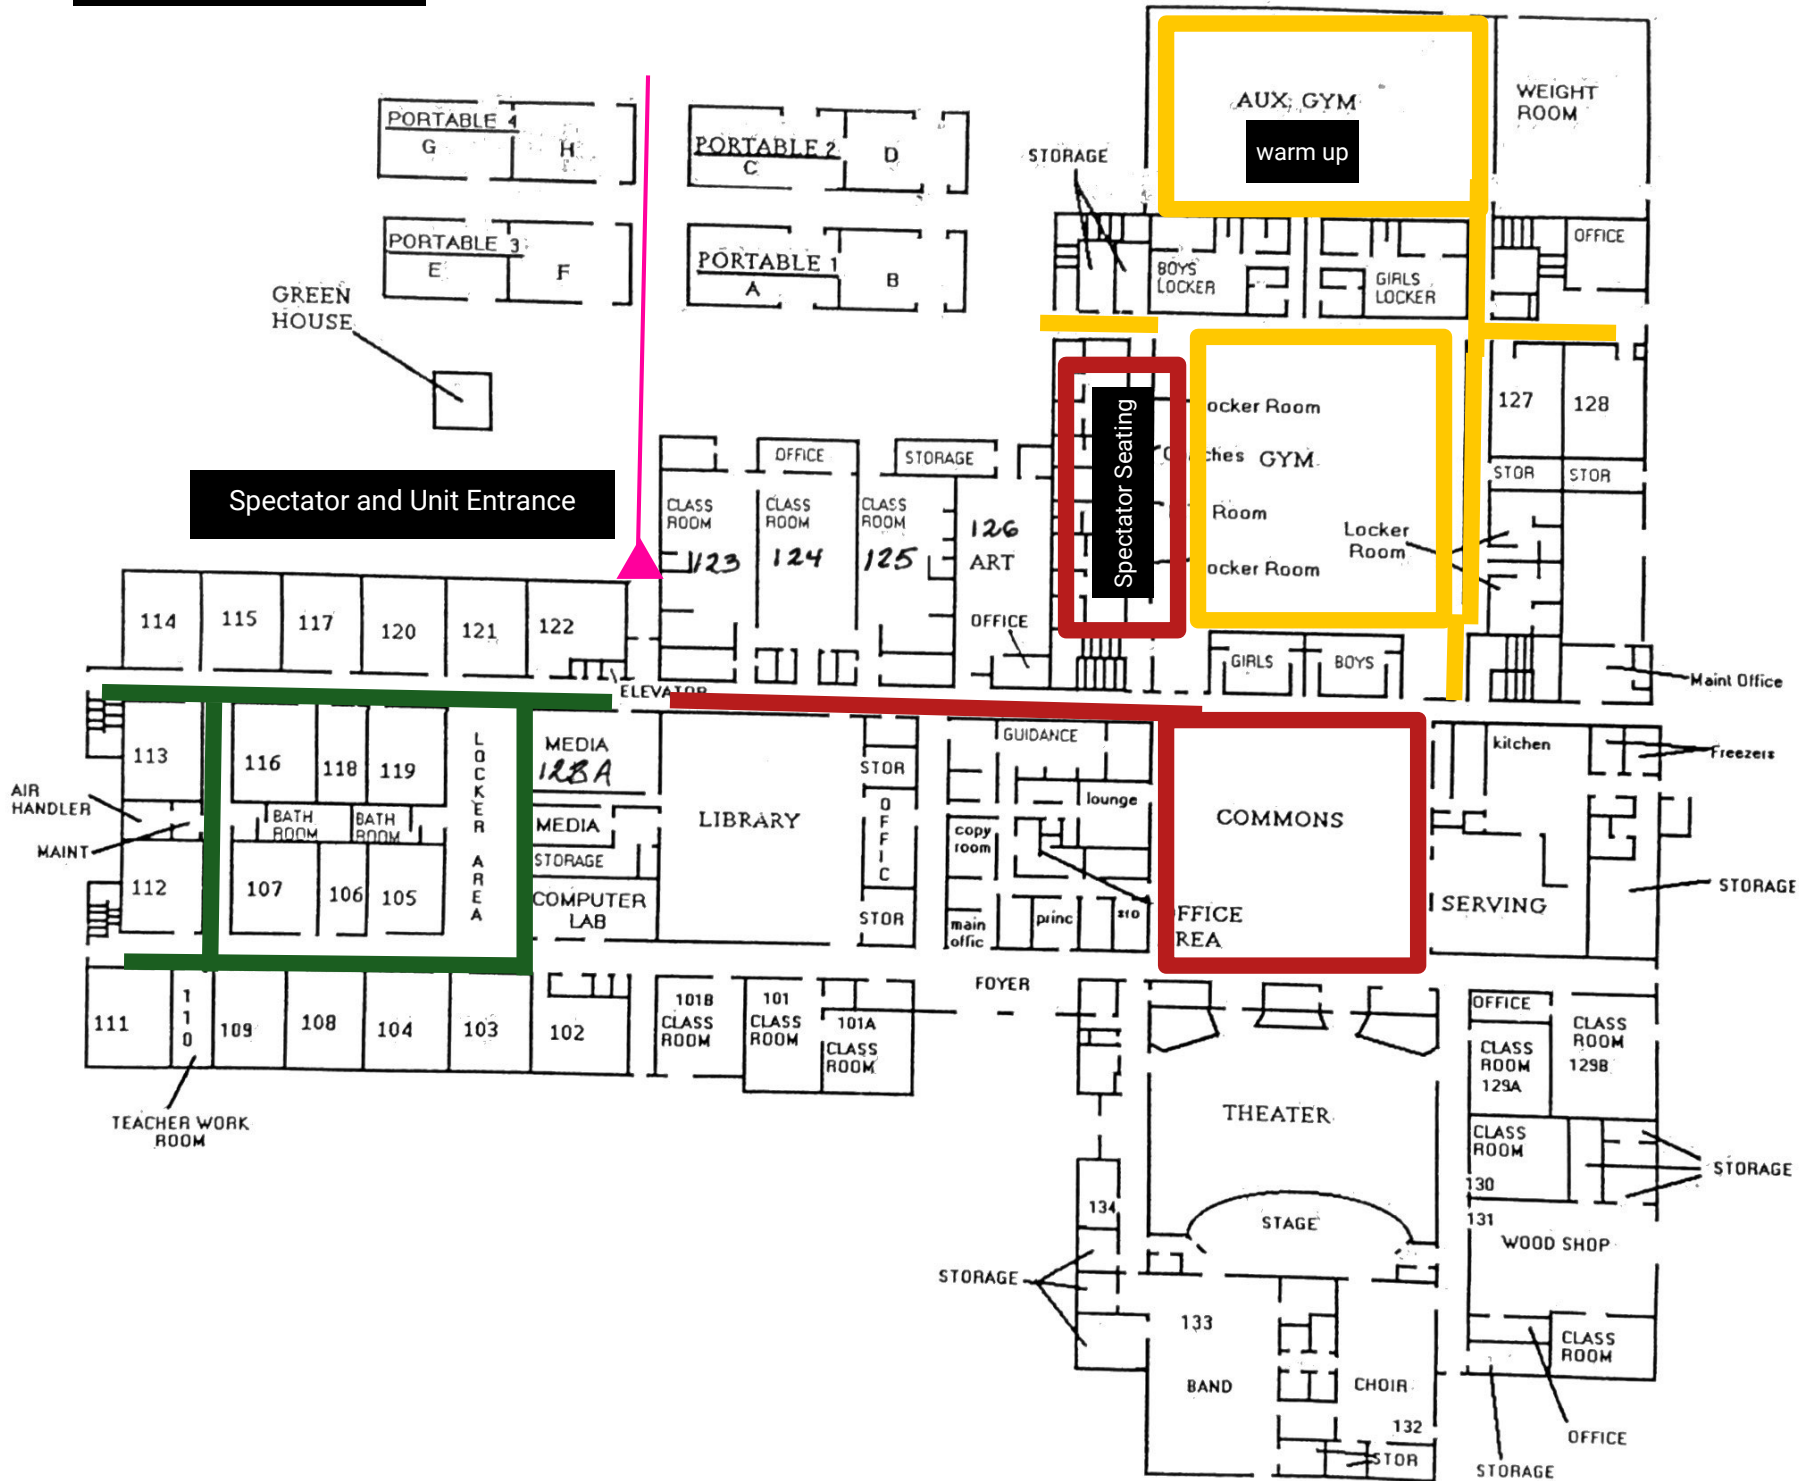 AUX. GYM
WEIGHT
ROOM
warm up
PORTABLE 4
G
H
PORTABLE 2
C
D
STORAGE
PORTABLE 3
E
F
PORTABLE 1
A
B
OFFICE
BOYS
LOCKER
GIRLS
LOCKER
GREEN
HOUSE
Spectator Seating
ocker Room
ches
GYM
Room
ocker Room
Locker
Room
127
128
STOR
STOR
Spectator and Unit Entrance
OFFICE
STORAGE
CLASS
ROOM
123
CLASS
ROOM
124
CLASS
ROOM
125
126
ART
OFFICE
114
115
117
120
121
122
GIRLS
BOYS
Maint Office
ELEVATOR
113
116
118
119
LOCKER AREA
MEDIA
128A
GUIDANCE
STOR
kitchen
Freezers
AIR
HANDLER
MAINT
BATH
ROOM
BATH
ROOM
MEDIA
STORAGE
LIBRARY
OFFIC
copy
room
lounge
COMMONS
112
107
106
105
COMPUTER
LAB
STOR
main
offic
princ
sto
FFICE
REA
SERVING
STORAGE
111
110
109
108
104
103
102
101B
CLASS
ROOM
101
CLASS
ROOM
101A
CLASS
ROOM
FOYER
OFFICE
CLASS
ROOM
129A
CLASS
ROOM
129B
TEACHER WORK
ROOM
THEATER
CLASS
ROOM
130
STORAGE
134
STAGE
131
WOOD SHOP
STORAGE
133
BAND
CHOIR
132
STOR
CLASS
ROOM
OFFICE
STORAGE